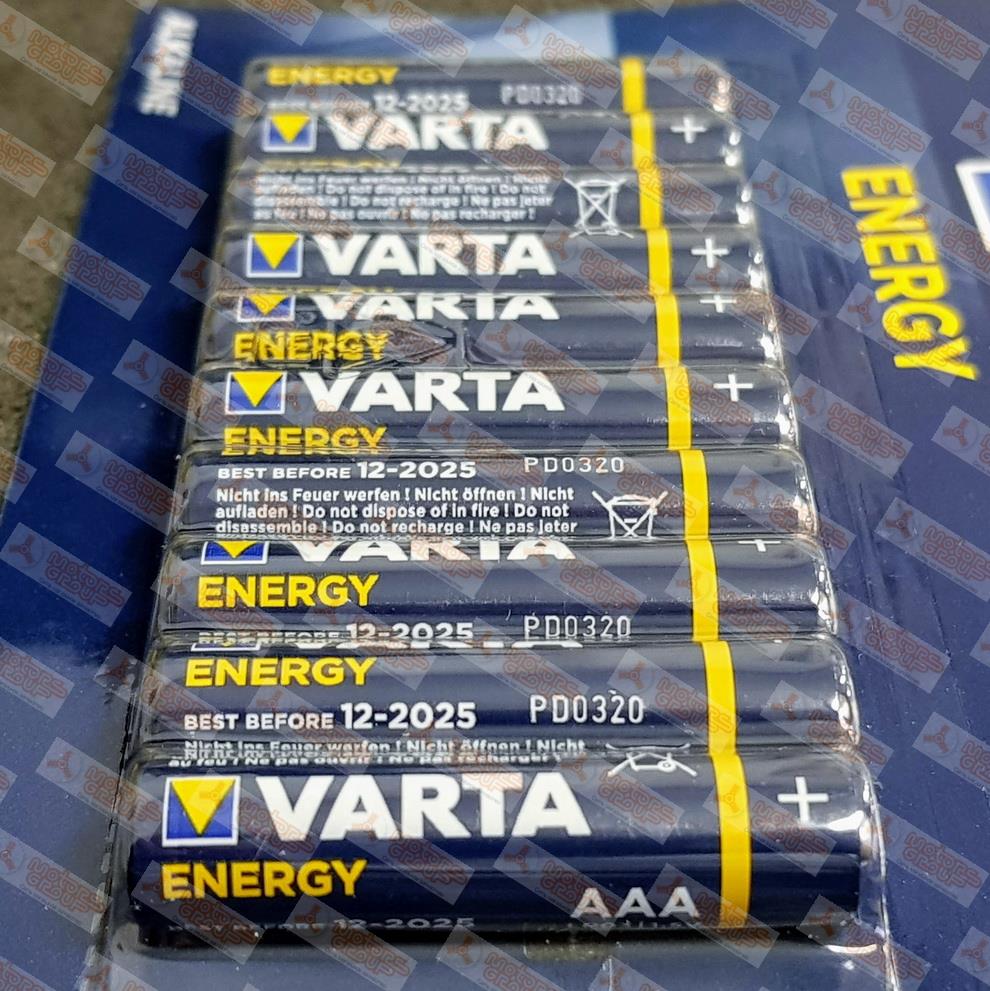 ALKALINE
ENERGY
12-2025 PD0320
VARTA +
aufladen ! Do not dispose of in fire ! Do not
disassemble ! Do not recharge ! Ne pas jeter
au feu ! Ne pas ouvrir ! Ne pas recharger !
VARTA +
VARTA +
ENERGY
VARTA +
ENERGY
BEST BEFORE 12-2025 PD0320
Nicht ins Feuer werfen ! Nicht öffnen ! Nicht
aufladen ! Do not dispose of in fire ! Do not
disassemble ! Do not recharge ! Ne pas jeter
VARTA +
ENERGY
BEST BEFORE 12-2025 PD0320
ENERGY
BEST BEFORE 12-2025 PD0320
Nicht ins Feuer werfen ! Nicht öffnen ! Nicht
VARTA +
ENERGY
AAA
12-2025
ENERGY